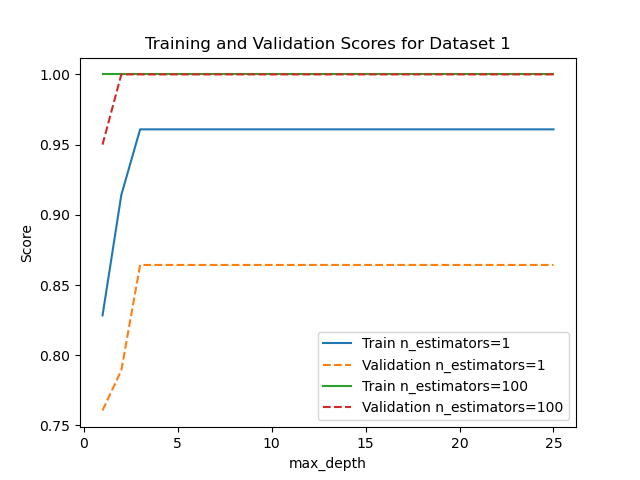 Training and Validation Scores for Dataset 1
Score
1.00
0.95
0.90
0.85
0.80
0.75
0
5
10
15
20
25
max_depth
Train n_estimators=1
Validation n_estimators=1
Train n_estimators=100
Validation n_estimators=100